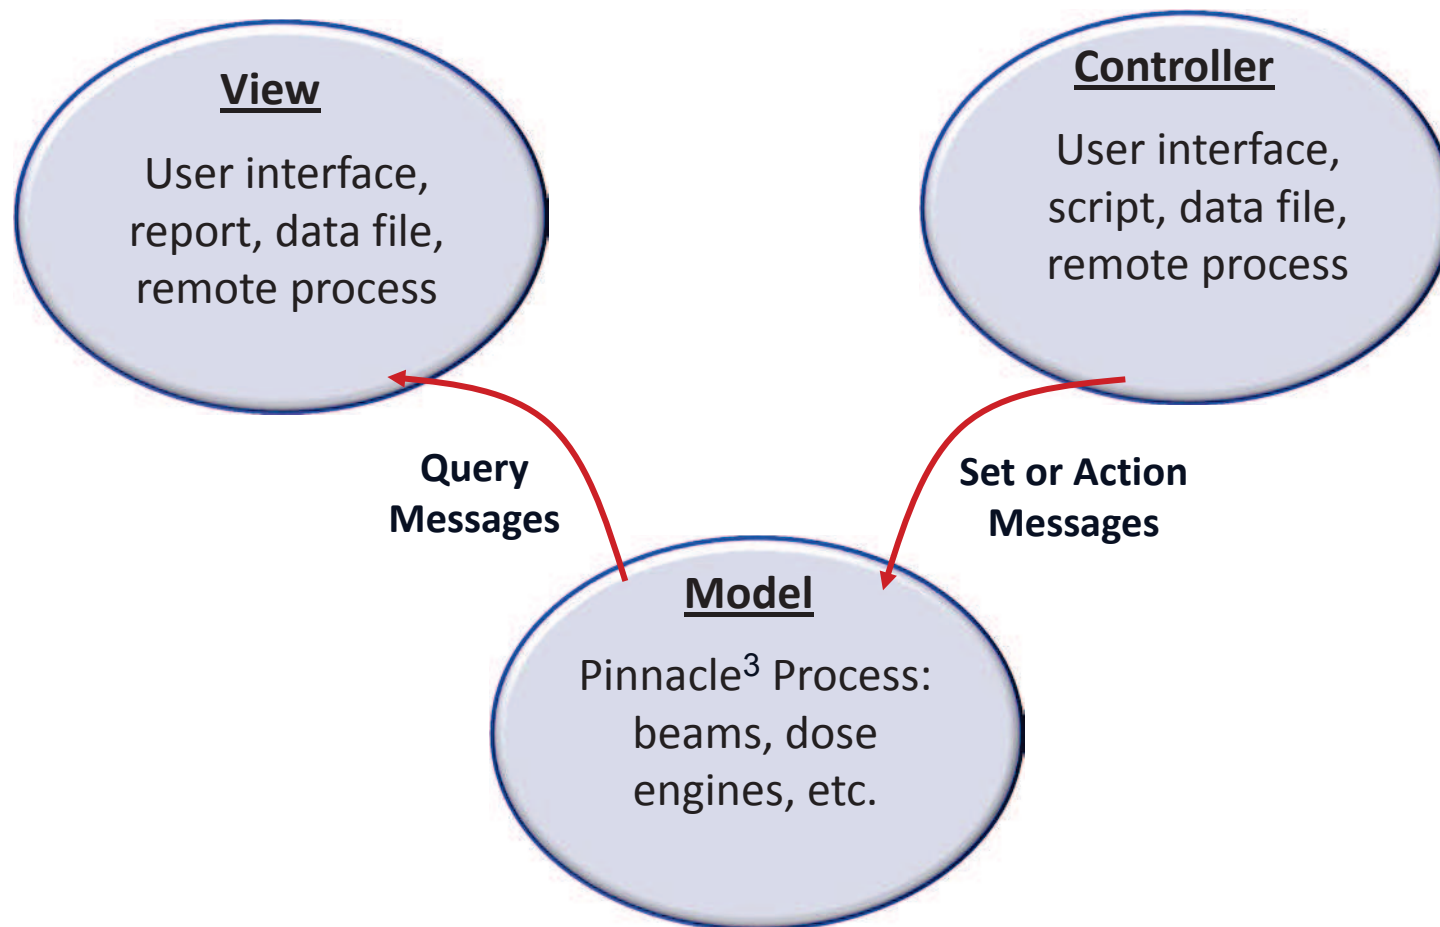 View
User interface,
report, data file,
remote process
Controller
User interface,
script, data file,
remote process
Query
Messages
Set or Action
Messages
Model
Pinnacle³ Process:
beams, dose
engines, etc.